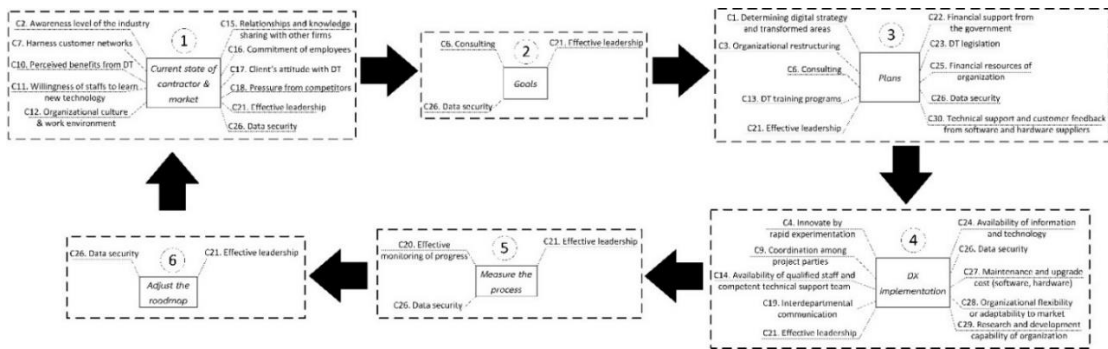 C2. Awareness level of the industry
C7. Harness customer networks
C10. Perceived benefits from DT
C11. Willingness of staffs to learn
new technology
C12. Organizational culture
& work environment
1
Current state of
contractor &
market
C15. Relationships and knowledge
sharing with other firms
C16. Commitment of employees
C17. Client's attitude with DT
C18. Pressure from competitors
C21. Effective leadership
C26. Data security
C6. Consulting
C26. Data security
2
Goals
C21. Effective leadership
C1. Determining digital strategy
and transformed areas
C3. Organizational restructuring
C6. Consulting
C13. DT training programs
C21. Effective leadership
3
Plans
C22. Financial support from
the government
C23. DT legislation
C25. Financial resources of
organization
C26. Data security
C30. Technical support and customer feedback
from software and hardware suppliers
C4. Innovate by
rapid experimentation
C9. Coordination among
project parties
C14. Availability of qualified staff and
competent technical support team
C19. Interdepartmental
communication
C21. Effective leadership
4
DX
implementation
C24. Availability of information
and technology
C26. Data security
C27. Maintenance and upgrade
cost (software, hardware)
C28. Organizational flexibility
or adaptability to market
C29. Research and development
capability of organization
C20. Effective
monitoring of progress
C26. Data security
5
Measure the
process
C21. Effective leadership
C26. Data security
6
Adjust the
roadmap
C21. Effective leadership